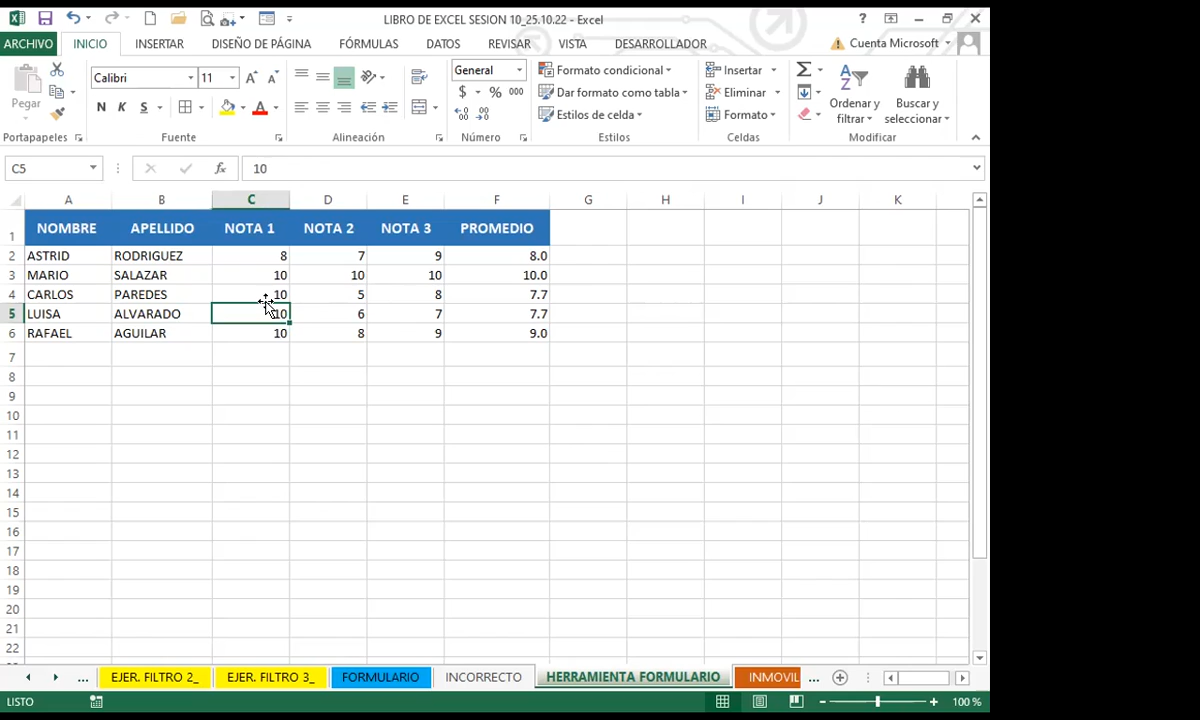 LIBRO DE EXCEL SESION 10_25.10.22 - Excel
ARCHIVO INICIO INSERTAR DISEÑO DE PÁGINA FÓRMULAS DATOS REVISAR VISTA DESARROLLADOR Cuenta Microsoft
Pegar
Calibri 11
N K S
General
$ % 000
Formato condicional
Dar formato como tabla
Estilos de celda
Insertar
Eliminar
Formato
Ordenar y filtrar
Buscar y seleccionar
Portapapeles Fuente Alineación Número Estilos Celdas Modificar
C5 fx 10
A B C D E F G H I J K
1 NOMBRE APELLIDO NOTA 1 NOTA 2 NOTA 3 PROMEDIO
2 ASTRID RODRIGUEZ 8 7 9 8.0
3 MARIO SALAZAR 10 10 10 10.0
4 CARLOS PAREDES 10 5 8 7.7
5 LUISA ALVARADO 10 6 7 7.7
6 RAFAEL AGUILAR 10 8 9 9.0
7
8
9
10
11
12
13
14
15
16
17
18
19
20
21
22
... EJER. FILTRO 2_ EJER. FILTRO 3_ FORMULARIO INCORRECTO HERRAMIENTA FORMULARIO INMOVIL ...
LISTO 100 %